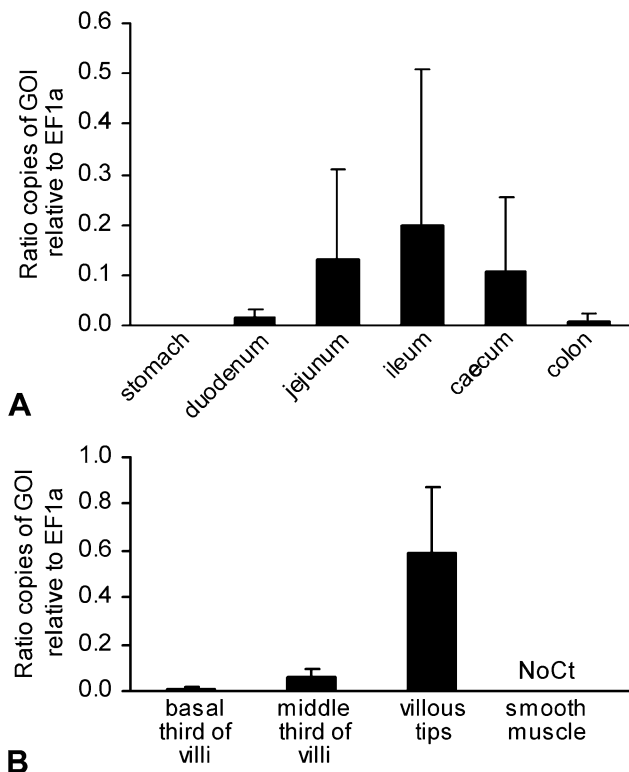 Ratio copies of GOI
relative to EF1a
0.6
0.5
0.4
0.3
0.2
0.1
0.0
stomach
duodenum
jejunum
ileum
caecum
colon
A
Ratio copies of GOI
relative to EF1a
1.0
0.8
0.6
0.4
0.2
0.0
NoCt
basal
third of
villi
middle
third of
villi
villous
tips
smooth
muscle
B